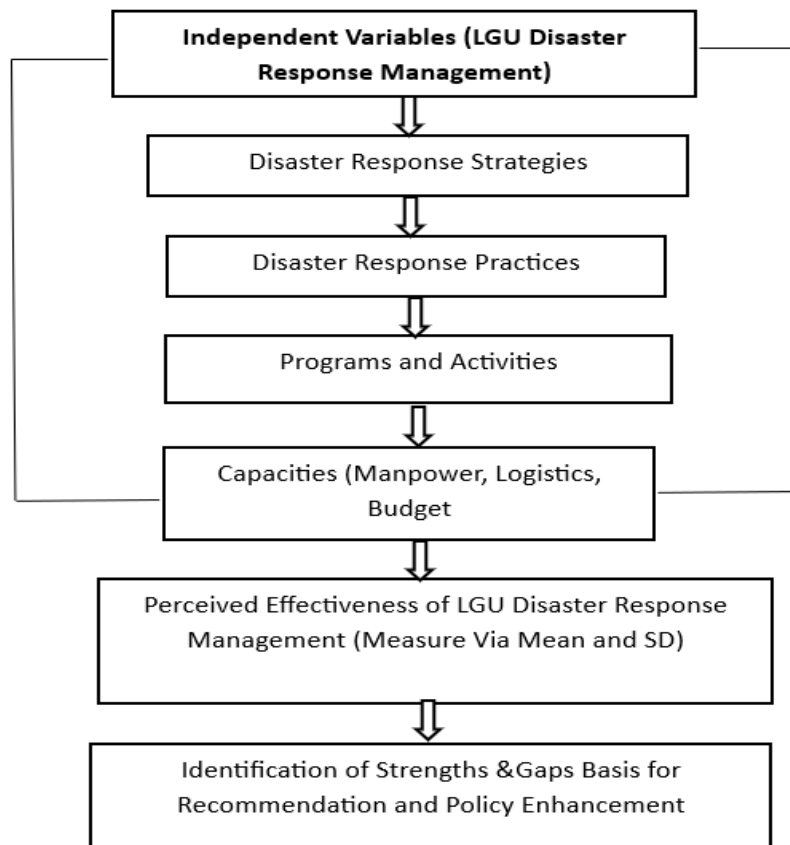 Independent Variables (LGU Disaster
Response Management)
Disaster Response Strategies
Disaster Response Practices
Programs and Activities
Capacities (Manpower, Logistics,
Budget
Perceived Effectiveness of LGU Disaster Response
Management (Measure Via Mean and SD)
Identification of Strengths &Gaps Basis for
Recommendation and Policy Enhancement